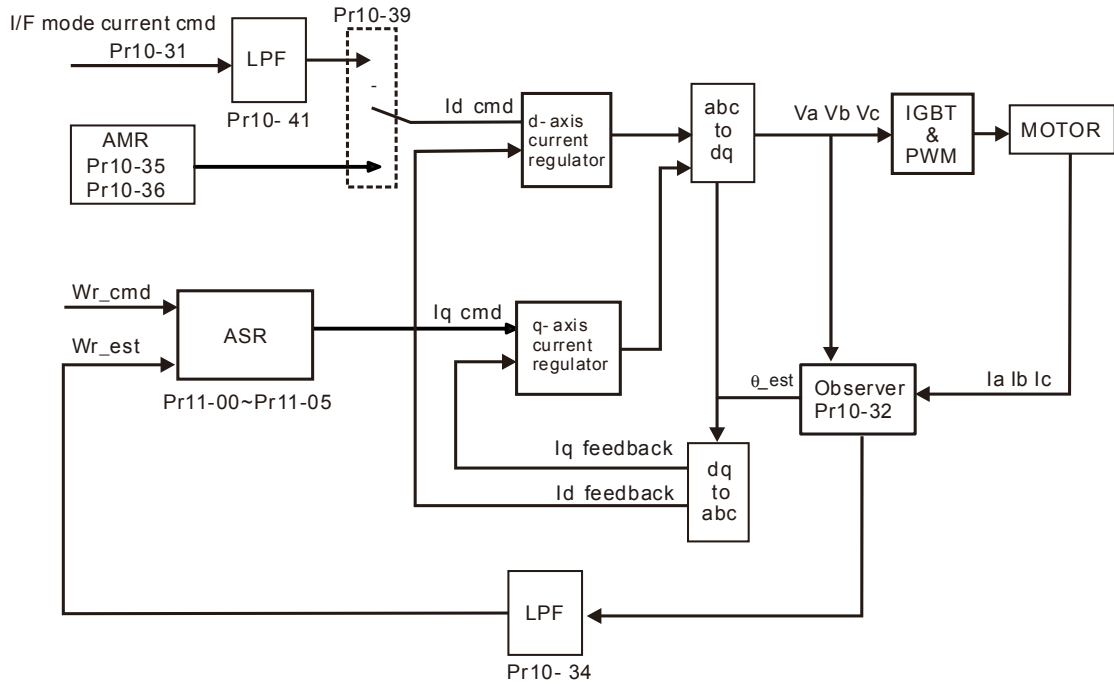 I/F mode current cmd
Pr10-31
LPF
Pr10- 41
Pr10-39
-
AMR
Pr10-35
Pr10-36
Id cmd
d-axis
current
regulator
abc
to
dq
Va Vb Vc
IGBT
&
PWM
MOTOR
Wr_cmd
Wr_est
ASR
Pr11-00~Pr11-05
Iq cmd
q-axis
current
regulator
θ_est
Observer
Pr10-32
Ia Ib Ic
Iq feedback
Id feedback
dq
to
abc
LPF
Pr10- 34